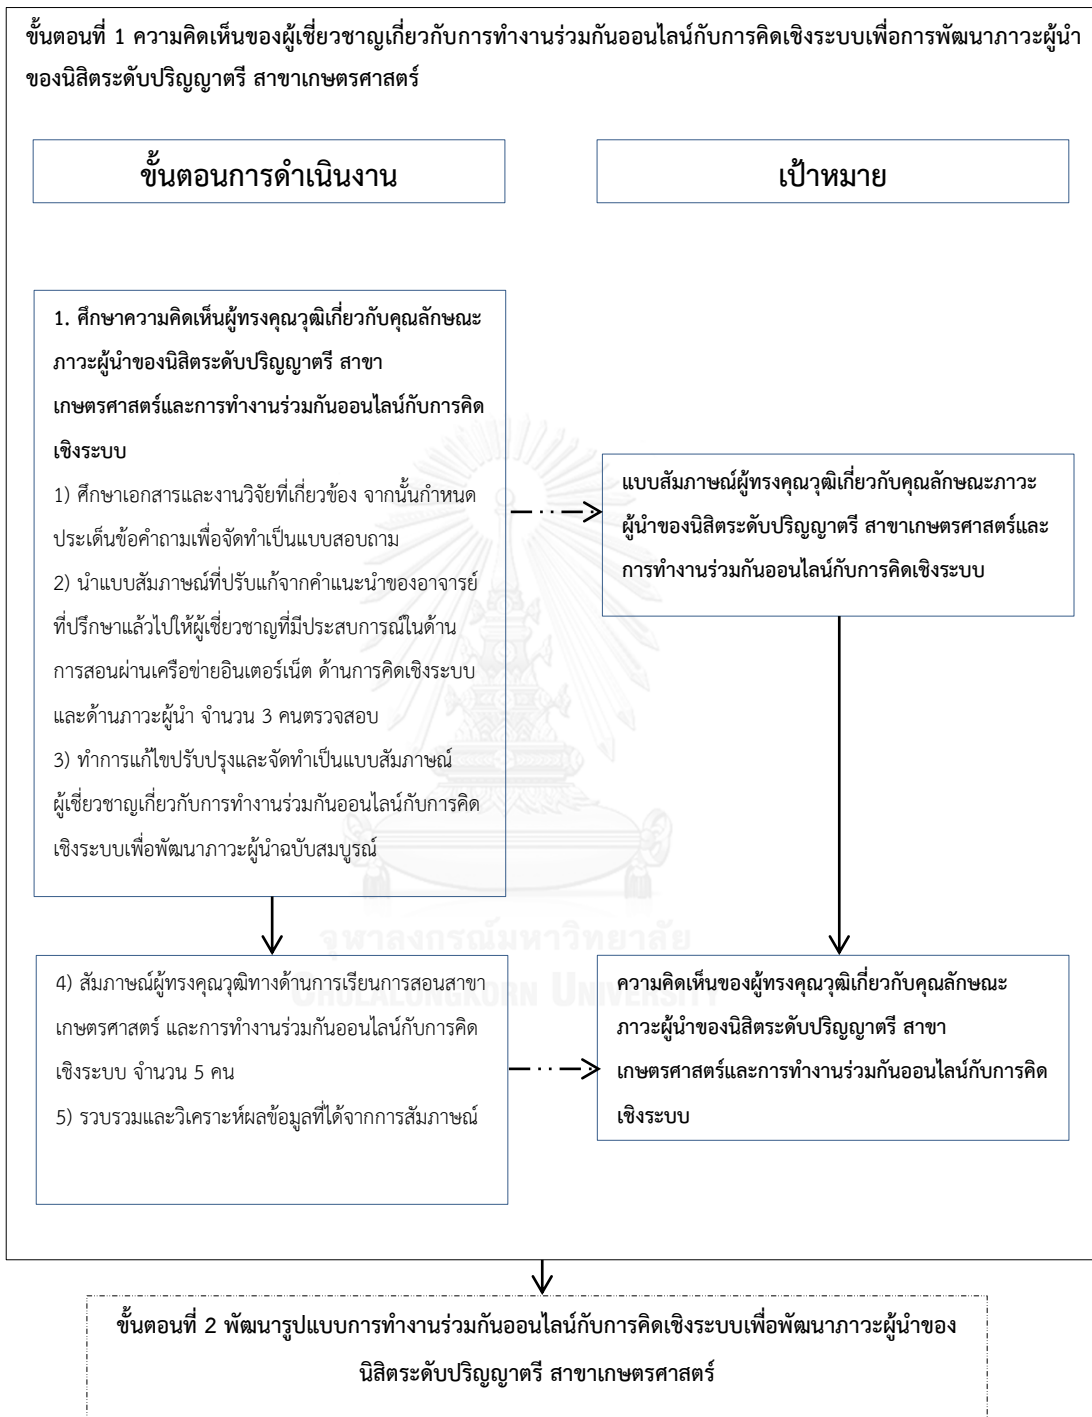 ขั้นตอนที่ 1 ความคิดเห็นของผู้เชี่ยวชาญเกี่ยวกับการทำงานร่วมกันออนไลน์กับการคิดเชิงระบบเพื่อการพัฒนาภาวะผู้นำ
ของนิสิตระดับปริญญาตรี สาขาเกษตรศาสตร์
ขั้นตอนการดำเนินงาน
เป้าหมาย
1. ศึกษาความคิดเห็นผู้ทรงคุณวุฒิเกี่ยวกับคุณลักษณะ
ภาวะผู้นำของนิสิตระดับปริญญาตรี สาขา
เกษตรศาสตร์และการทำงานร่วมกันออนไลน์กับการคิด
เชิงระบบ
1) ศึกษาเอกสารและงานวิจัยที่เกี่ยวข้อง จากนั้นกำหนด
ประเด็นข้อคำถามเพื่อจัดทำเป็นแบบสอบถาม
2) นำแบบสัมภาษณ์ที่ปรับแก้จากคำแนะนำของอาจารย์
ที่ปรึกษาแล้วไปให้ผู้เชี่ยวชาญที่มีประสบการณ์ในด้าน
การสอนผ่านเครือข่ายอินเตอร์เน็ต ด้านการคิดเชิงระบบ
และด้านภาวะผู้นำ จำนวน 3 คนตรวจสอบ
3) ทำการแก้ไขปรับปรุงและจัดทำเป็นแบบสัมภาษณ์
ผู้เชี่ยวชาญเกี่ยวกับการทำงานร่วมกันออนไลน์กับการคิด
เชิงระบบเพื่อพัฒนาภาวะผู้นำฉบับสมบูรณ์
แบบสัมภาษณ์ผู้ทรงคุณวุฒิเกี่ยวกับคุณลักษณะภาวะ
ผู้นำของนิสิตระดับปริญญาตรี สาขาเกษตรศาสตร์และ
การทำงานร่วมกันออนไลน์กับการคิดเชิงระบบ
จุฬาลงกรณ์มหาวิทยาลัย
CHULALONGKORN UNIVERSITY
4) สัมภาษณ์ผู้ทรงคุณวุฒิทางด้านการเรียนการสอนสาขา
เกษตรศาสตร์ และการทำงานร่วมกันออนไลน์กับการคิด
เชิงระบบ จำนวน 5 คน
5) รวบรวมและวิเคราะห์ผลข้อมูลที่ได้จากการสัมภาษณ์
ความคิดเห็นของผู้ทรงคุณวุฒิเกี่ยวกับคุณลักษณะ
ภาวะผู้นำของนิสิตระดับปริญญาตรี สาขา
เกษตรศาสตร์และการทำงานร่วมกันออนไลน์กับการคิด
เชิงระบบ
ขั้นตอนที่ 2 พัฒนารูปแบบการทำงานร่วมกันออนไลน์กับการคิดเชิงระบบเพื่อพัฒนาภาวะผู้นำของ
นิสิตระดับปริญญาตรี สาขาเกษตรศาสตร์